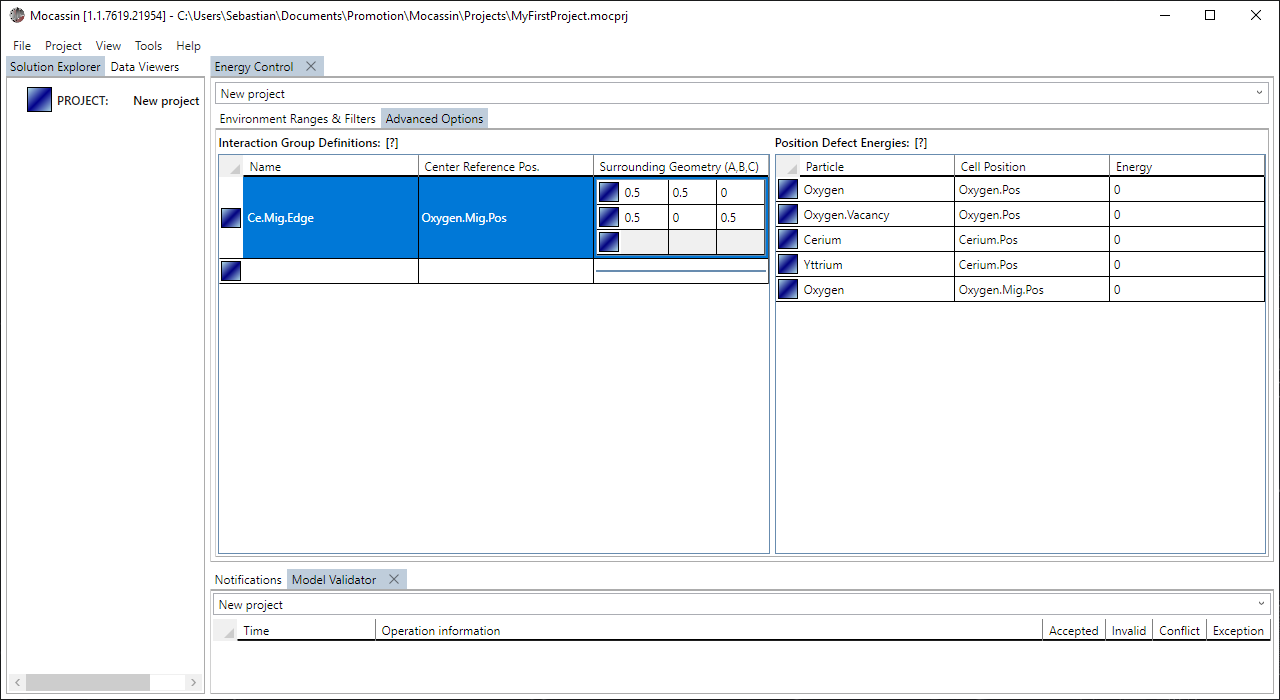 Mocassin [1.1.7619.21954] - C:\Users\Sebastian\Documents\Promotion\Mocassin\Projects\MyFirstProject.mocprj
File Project View Tools Help
Solution Explorer Data Viewers
PROJECT: New project
Energy Control
New project
Environment Ranges & Filters Advanced Options
Interaction Group Definitions: [?]
Name Center Reference Pos. Surrounding Geometry (A,B,C)
Ce.Mig.Edge Oxygen.Mig.Pos
0.5 0.5 0
0.5 0 0.5
Position Defect Energies: [?]
Particle Cell Position Energy
Oxygen Oxygen.Pos 0
Oxygen.Vacancy Oxygen.Pos 0
Cerium Cerium.Pos 0
Yttrium Cerium.Pos 0
Oxygen Oxygen.Mig.Pos 0
Notifications Model Validator
New project
Time Operation information Accepted Invalid Conflict Exception